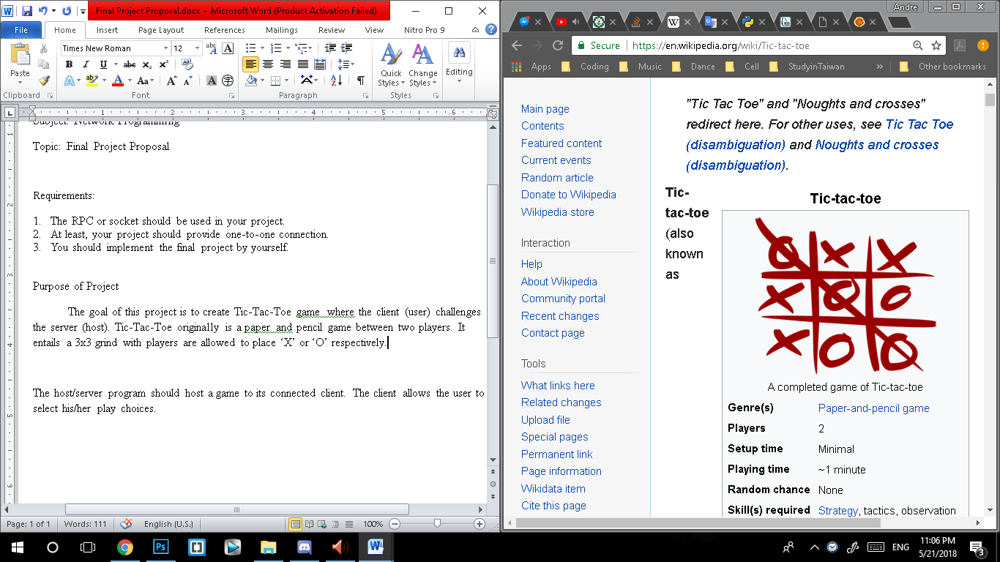 Final Project Proposal.docx - Microsoft Word (Product Activation Failed)
File Home Insert Page Layout References Mailings Review View Nitro Pro 9
Times New Roman 12
Paste
Quick Styles
Change Styles
Editing
Clipboard Font Paragraph Styles
Subject: Network Programming
Topic: Final Project Proposal
Requirements:
1. The RPC or socket should be used in your project.
2. At least, your project should provide one-to-one connection.
3. You should implement the final project by yourself.
Purpose of Project
The goal of this project is to create Tic-Tac-Toe game where the client (user) challenges
the server (host). Tic-Tac-Toe originally is a paper and pencil game between two players. It
entails a 3x3 grind with players are allowed to place ‘X’ or ‘O’ respectively.
The host/server program should host a game to its connected client. The client allows the user to
select his/her play choices.
Page: 1 of 1 Words: 111 English (U.S.) 100%
Andre
Secure https://en.wikipedia.org/wiki/Tic-tac-toe
Apps Coding Music Dance Cell StudyinTaiwan » Other bookmarks
Main page
Contents
Featured content
Current events
Random article
Donate to Wikipedia
Wikipedia store
Interaction
Help
About Wikipedia
Community portal
Recent changes
Contact page
Tools
What links here
Related changes
Upload file
Special pages
Permanent link
Page information
Wikidata item
Cite this page
"Tic Tac Toe" and "Noughts and crosses"
redirect here. For other uses, see Tic Tac Toe
(disambiguation) and Noughts and crosses
(disambiguation).
Tic-
tac-toe
(also
known
as
Tic-tac-toe
A completed game of Tic-tac-toe
Genre(s) Paper-and-pencil game
Players 2
Setup time Minimal
Playing time ~1 minute
Random chance None
Skill(s) required Strategy, tactics, observation
ENG
11:06 PM
5/21/2018
3